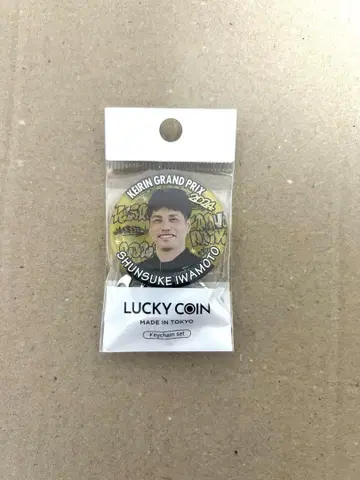 KEIRIN GRAND PRIX
2024
SHUNSUKE IWAMOTO
LUCKY COIN
MADE IN TOKYO
Keychain set